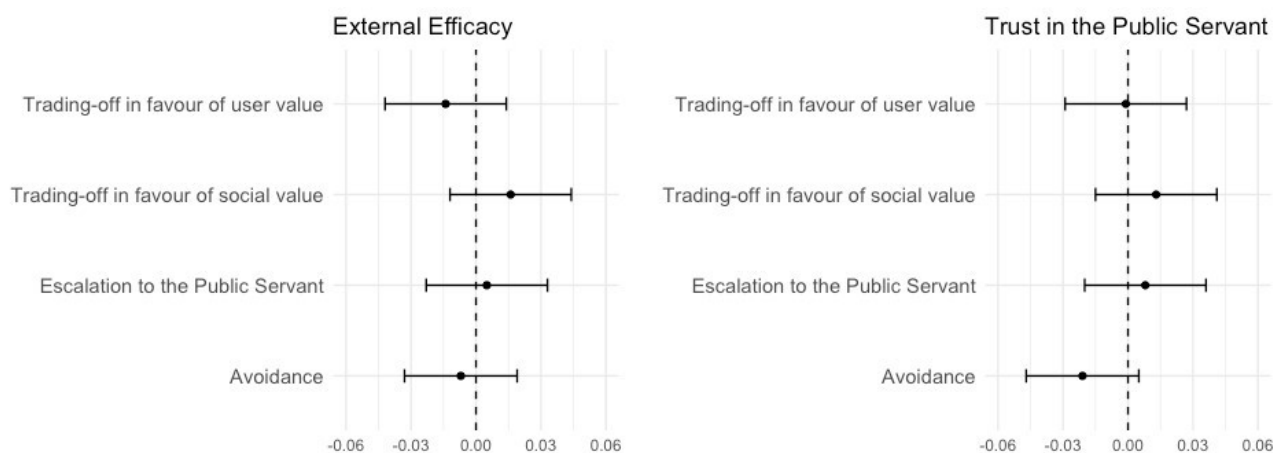 External Efficacy
Trading-off in favour of user value
Trading-off in favour of social value
Escalation to the Public Servant
Avoidance
-0.06 -0.03 0.00 0.03 0.06
Trust in the Public Servant
Trading-off in favour of user value
Trading-off in favour of social value
Escalation to the Public Servant
Avoidance
-0.06 -0.03 0.00 0.03 0.06